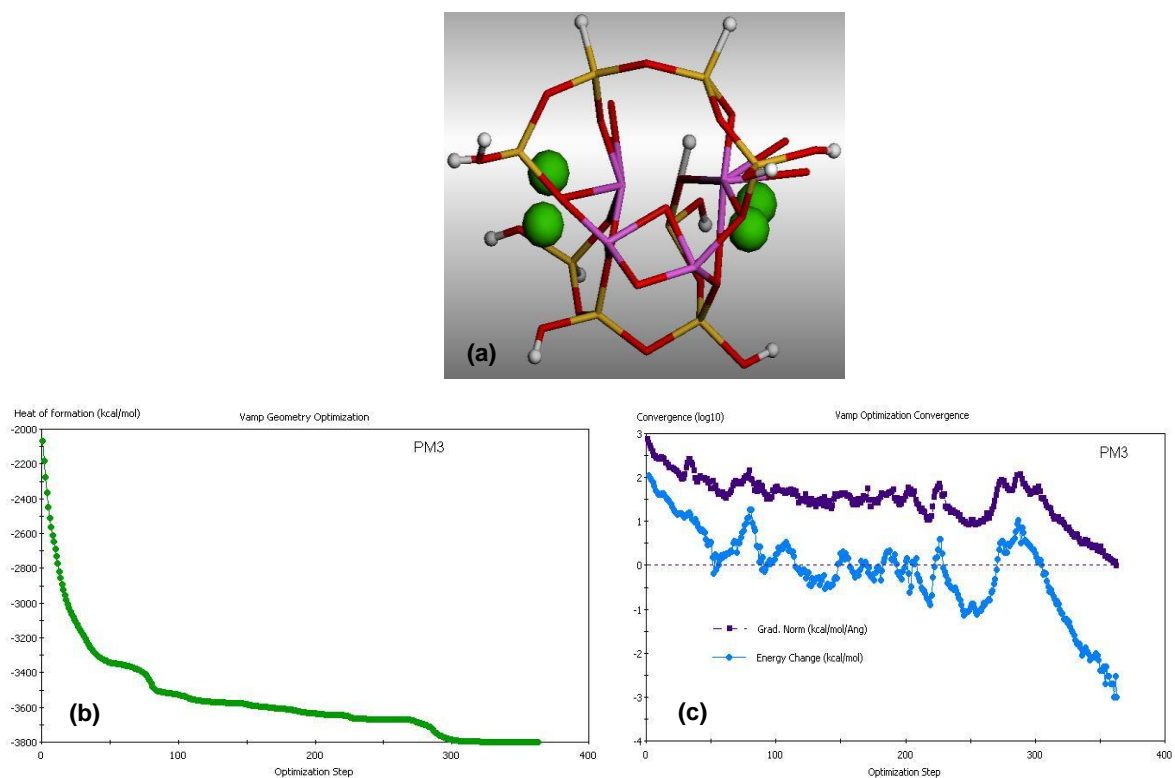 (a)
Heat of formation (kcal/mol)
Vamp Geometry Optimization
-2000
PM3
-2200
-2400
-2600
-2800
-3000
-3200
-3400
-3600
(b)
-3800
0
100
200
300
400
Optimization Step
Convergence (log10)
Vamp Optimization Convergence
3
PM3
2
1
0
-1
Grad. Norm (kcal/mol/Ang)
-2
Energy Change (kcal/mol)
-3
(c)
-4
0
100
200
300
400
Optimization Step